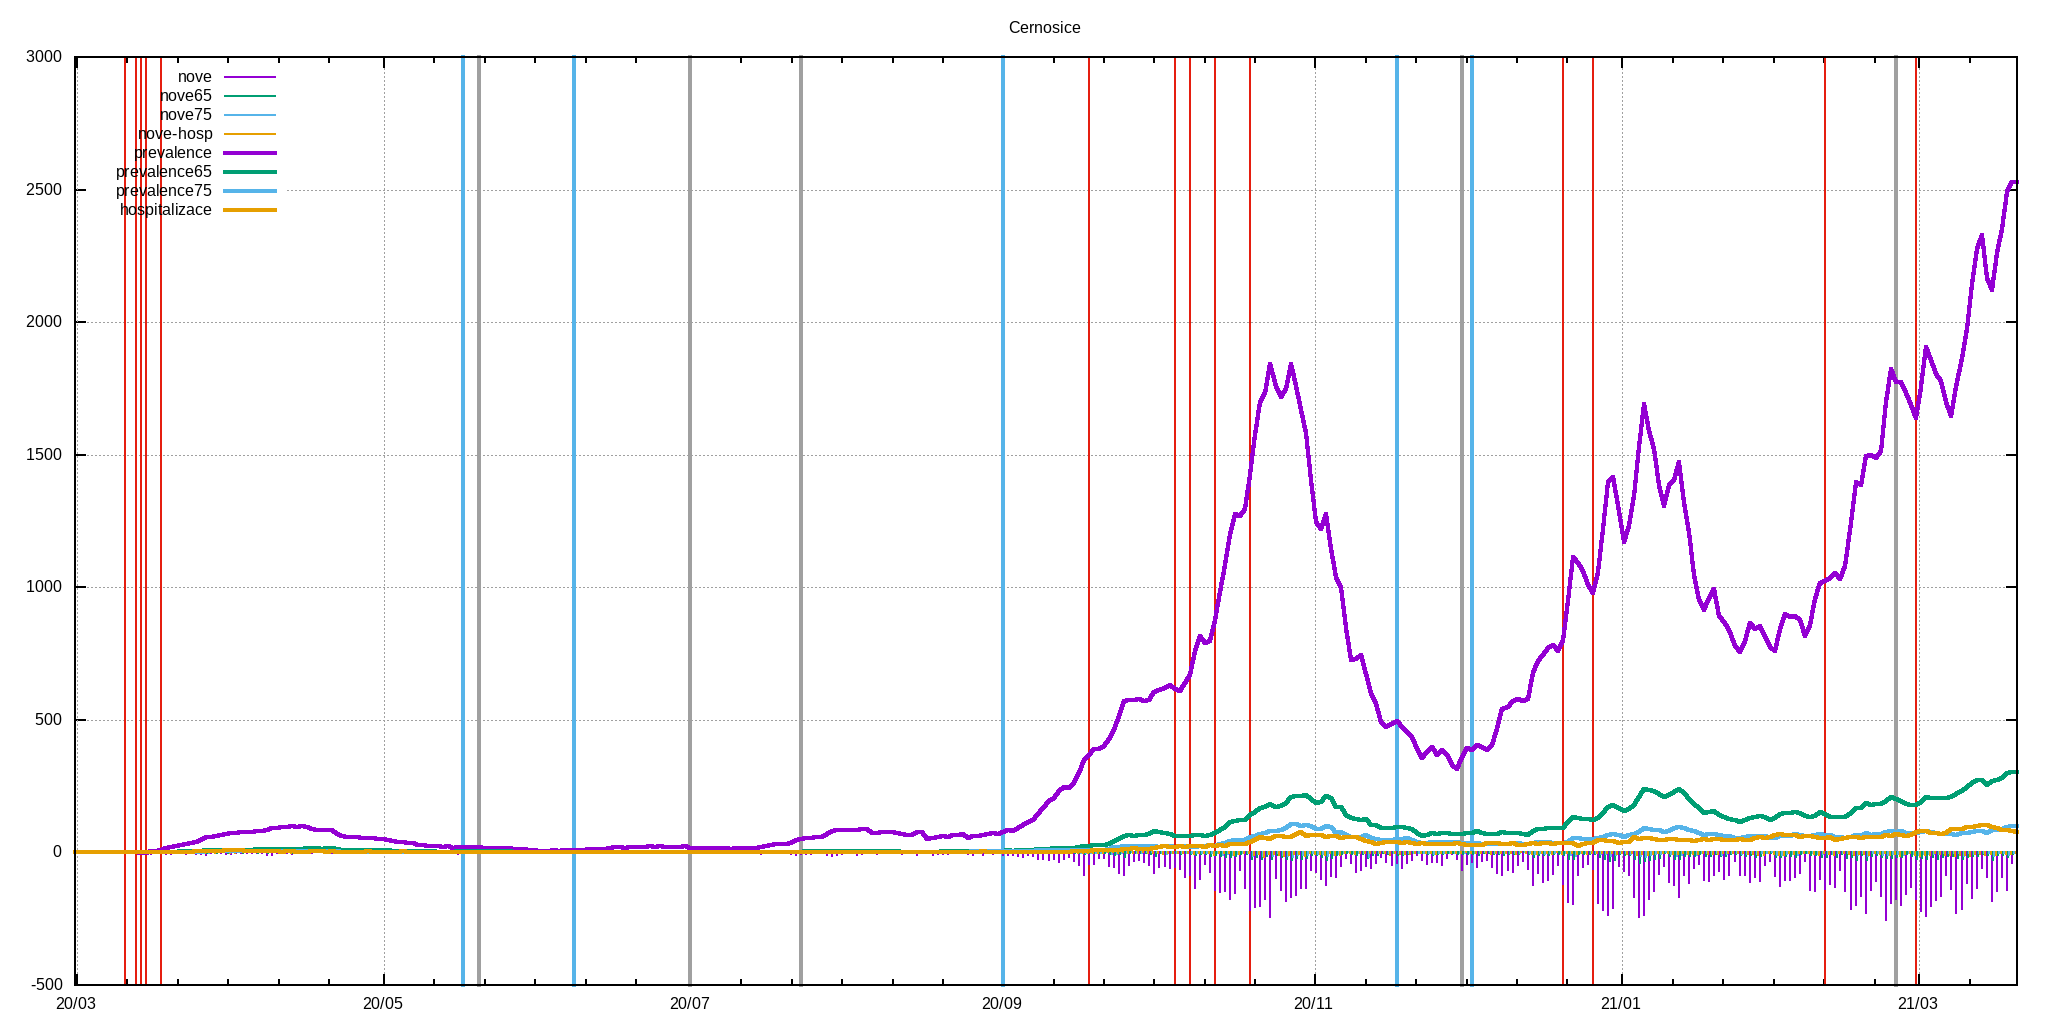 Cernosice
3000
2500
2000
1500
1000
500
0
-500
nove
nove65
nove75
nove-hosp
prevalence
prevalence65
prevalence75
hospitalizace
20/03 20/05 20/07 20/09 20/11 21/01 21/03